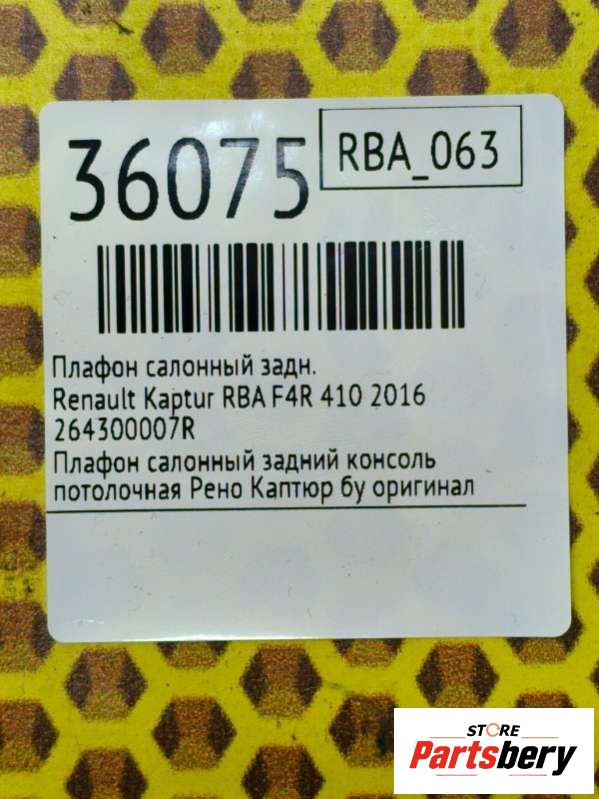 36075
RBA_063
Плафон салонный задн.
Renault Kaptur RBA F4R 410 2016
264300007R
Плафон салонный задний консоль
потолочная Рено Каптюр бу оригинал
STORE
Partsbery